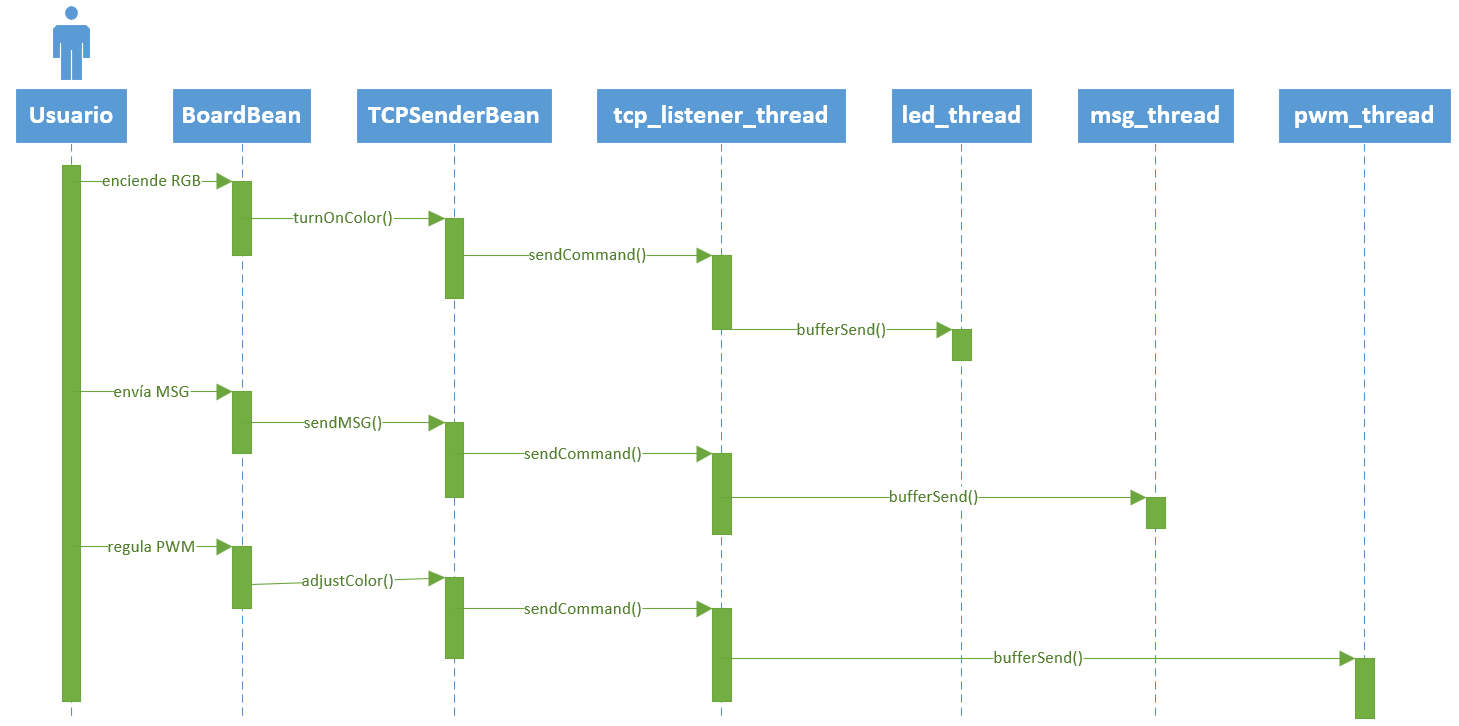 Usuario
BoardBean
TCPSenderBean
tcp_listener_thread
led_thread
msg_thread
pwm_thread
enciende RGB
turnOnColor()
sendCommand()
bufferSend()
envía MSG
sendMSG()
sendCommand()
bufferSend()
regula PWM
adjustColor()
sendCommand()
bufferSend()